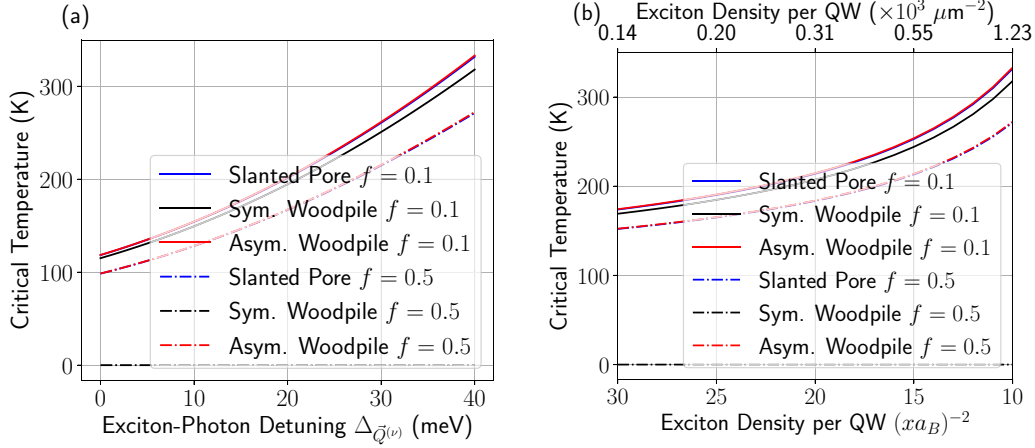 (a)
Critical Temperature (K)
300
200
100
0
Slanted Pore f = 0.1
Sym. Woodpile f = 0.1
Asym. Woodpile f = 0.1
Slanted Pore f = 0.5
Sym. Woodpile f = 0.5
Asym. Woodpile f = 0.5
0 10 20 30 40
Exciton-Photon Detuning Δ_{\vec{Q}^{(ν)}} (meV)
(b)
Exciton Density per QW (×10³ μm⁻²)
0.14 0.20 0.31 0.55 1.23
Critical Temperature (K)
300
200
100
0
Slanted Pore f = 0.1
Sym. Woodpile f = 0.1
Asym. Woodpile f = 0.1
Slanted Pore f = 0.5
Sym. Woodpile f = 0.5
Asym. Woodpile f = 0.5
30 25 20 15 10
Exciton Density per QW (xa_B)⁻²